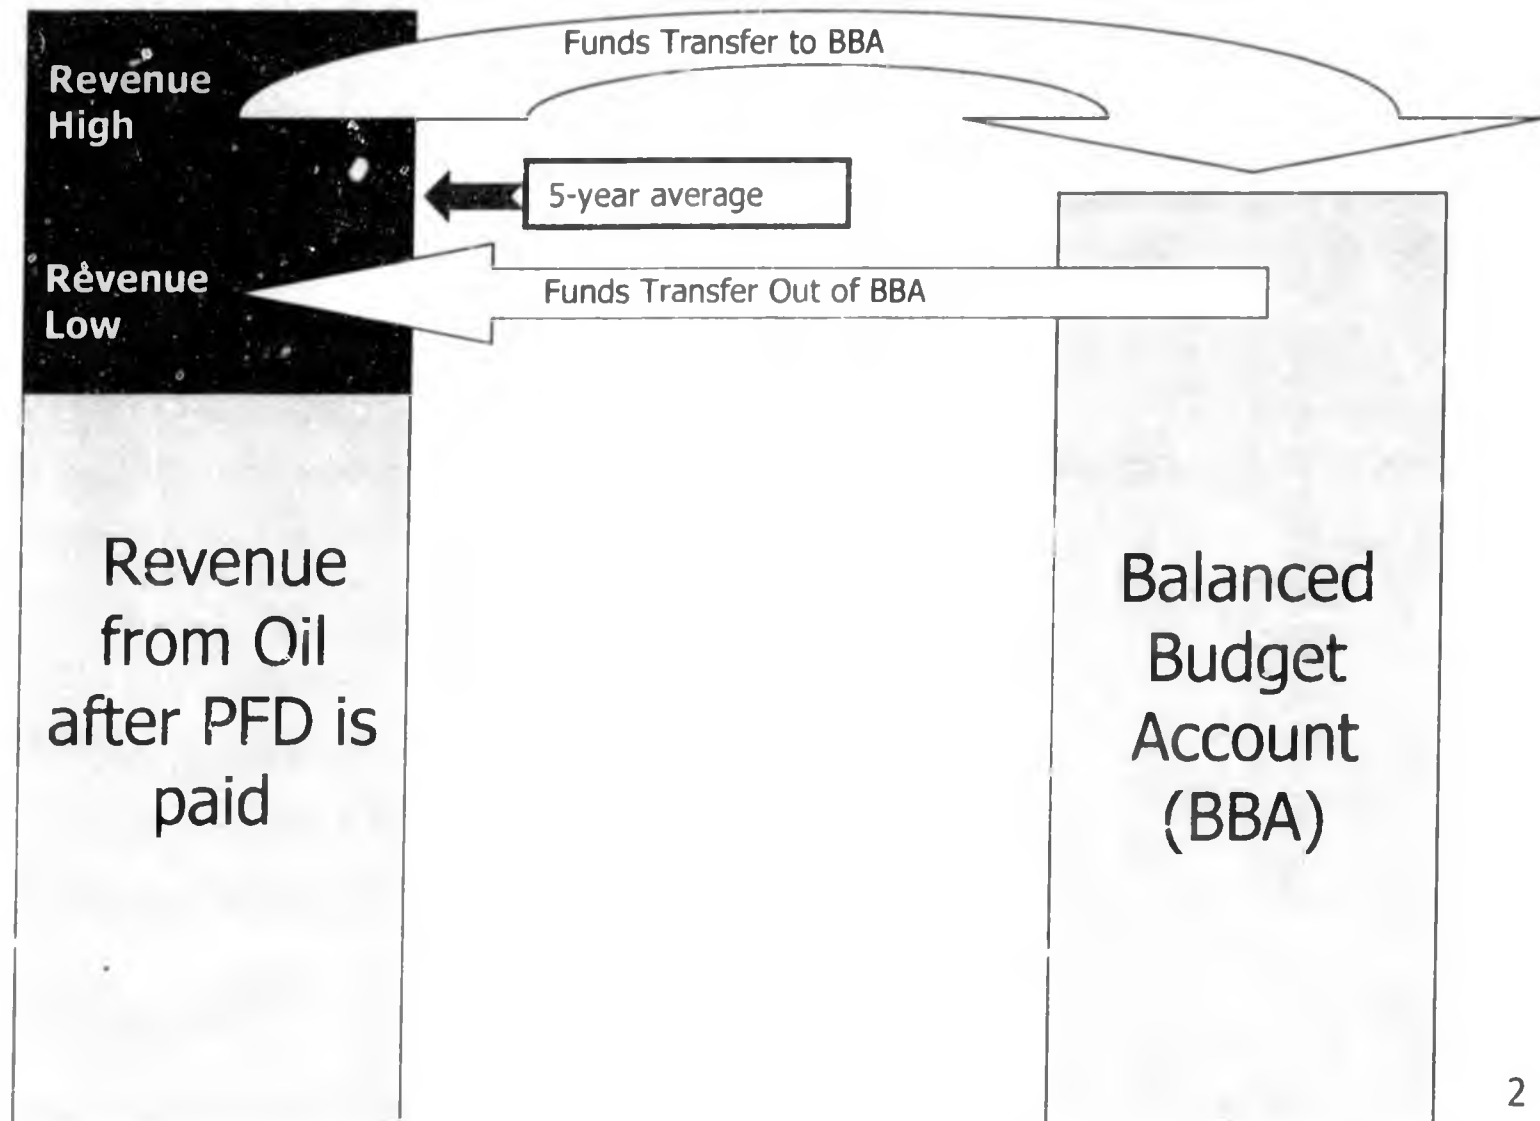 Funds Transfer to BBA
Revenue
High
5-year average
Revenue
Low
Funds Transfer Out of BBA
Revenue
from Oil
after PFD is
paid
Balanced
Budget
Account
(BBA)
2